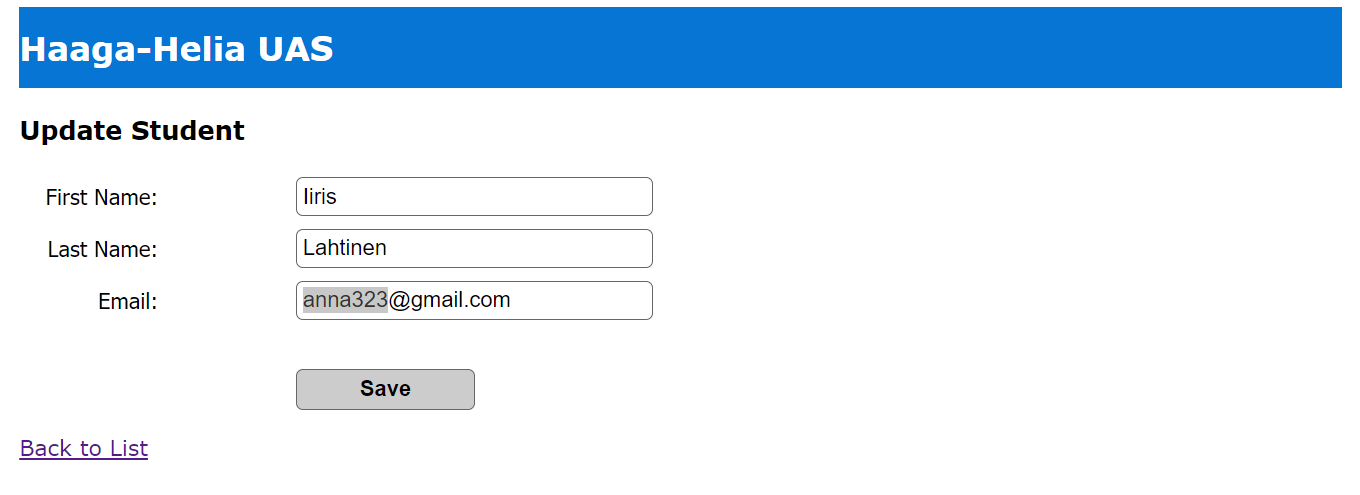 Haaga-Helia UAS
Update Student
First Name: Iiris
Last Name: Lahtinen
Email: anna323@gmail.com
Save
Back to List